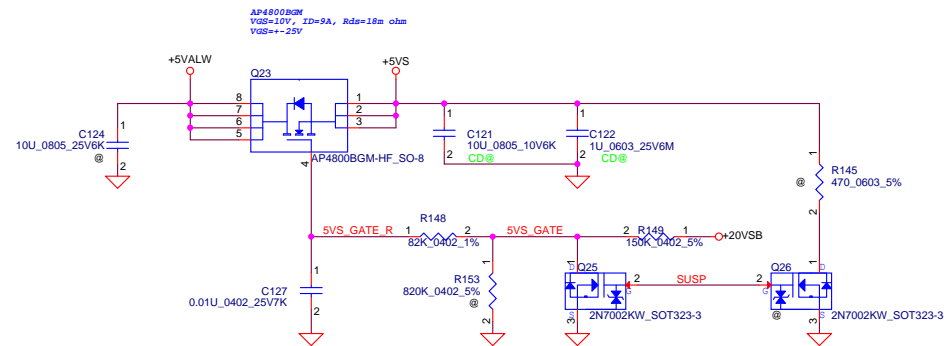 AP4800BGM
VGS=10V, ID=9A, Rds=18m ohm
VGS=+-25V
+5VALW
+5VS
Q23
8
7
6
5
1
2
3
4
AP4800BGM-HF_SO-8
1
C124
10U_0805_25V6K
@
2
1
C121
10U_0805_10V6K
2
CD@
1
C122
1U_0603_25V6M
2
CD@
1
R145
@
470_0603_5%
2
5VS_GATE_R
1
R148
2
82K_0402_1%
5VS_GATE
2
R149
1
150K_0402_5%
+20VSB
1
C127
0.01U_0402_25V7K
2
1
R153
820K_0402_5%
@
2
1
D
Q25
2
G
S
3
2N7002KW_SOT323-3
SUSP
1
D
Q26
2
G
@
S
3
2N7002KW_SOT323-3